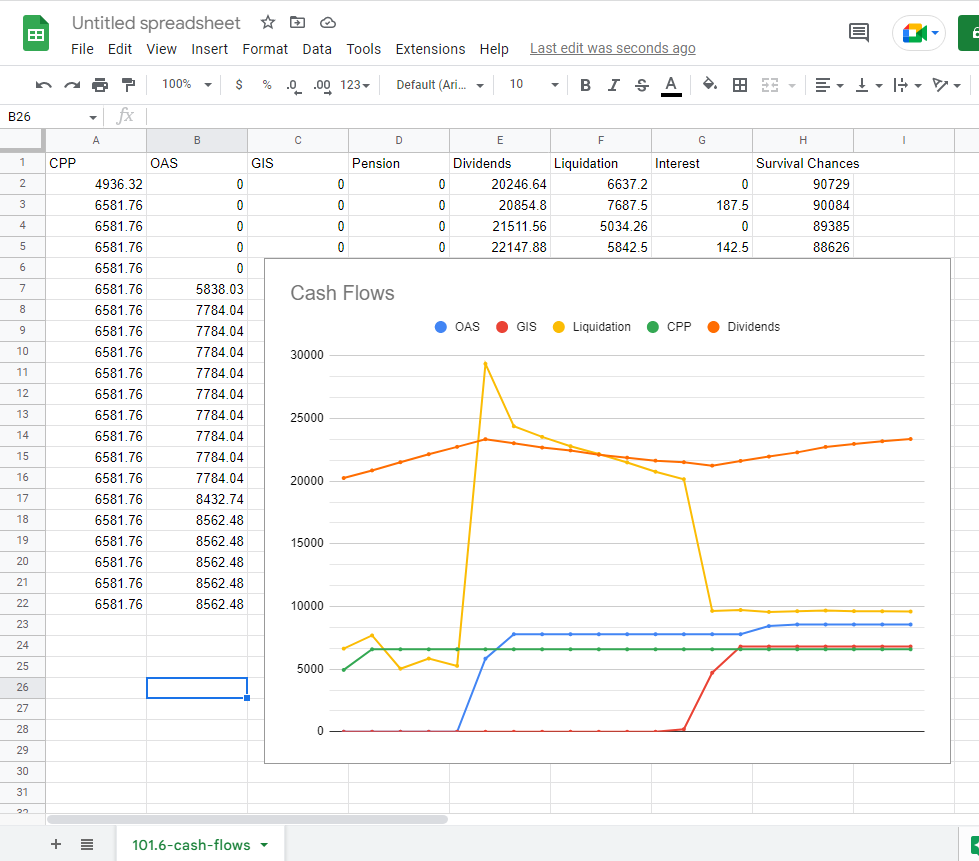 Untitled spreadsheet
File Edit View Insert Format Data Tools Extensions Help Last edit was seconds ago
100% $ % .0 .00 123 Default (Ari... 10 B I S A
B26 fx
A B C D E F G H I
1 CPP OAS GIS Pension Dividends Liquidation Interest Survival Chances
2 4936.32 0 0 0 20246.64 6637.2 0 90729
3 6581.76 0 0 0 20854.8 7687.5 187.5 90084
4 6581.76 0 0 0 21511.56 5034.26 0 89385
5 6581.76 0 0 0 22147.88 5842.5 142.5 88626
6 6581.76 0
7 6581.76 5838.03
8 6581.76 7784.04
9 6581.76 7784.04
10 6581.76 7784.04
11 6581.76 7784.04
12 6581.76 7784.04
13 6581.76 7784.04
14 6581.76 7784.04
15 6581.76 7784.04
16 6581.76 7784.04
17 6581.76 8432.74
18 6581.76 8562.48
19 6581.76 8562.48
20 6581.76 8562.48
21 6581.76 8562.48
22 6581.76 8562.48
23
24
25
26
27
28
29
30
31
32
Cash Flows
OAS GIS Liquidation CPP Dividends
30000
25000
20000
15000
10000
5000
0
101.6-cash-flows